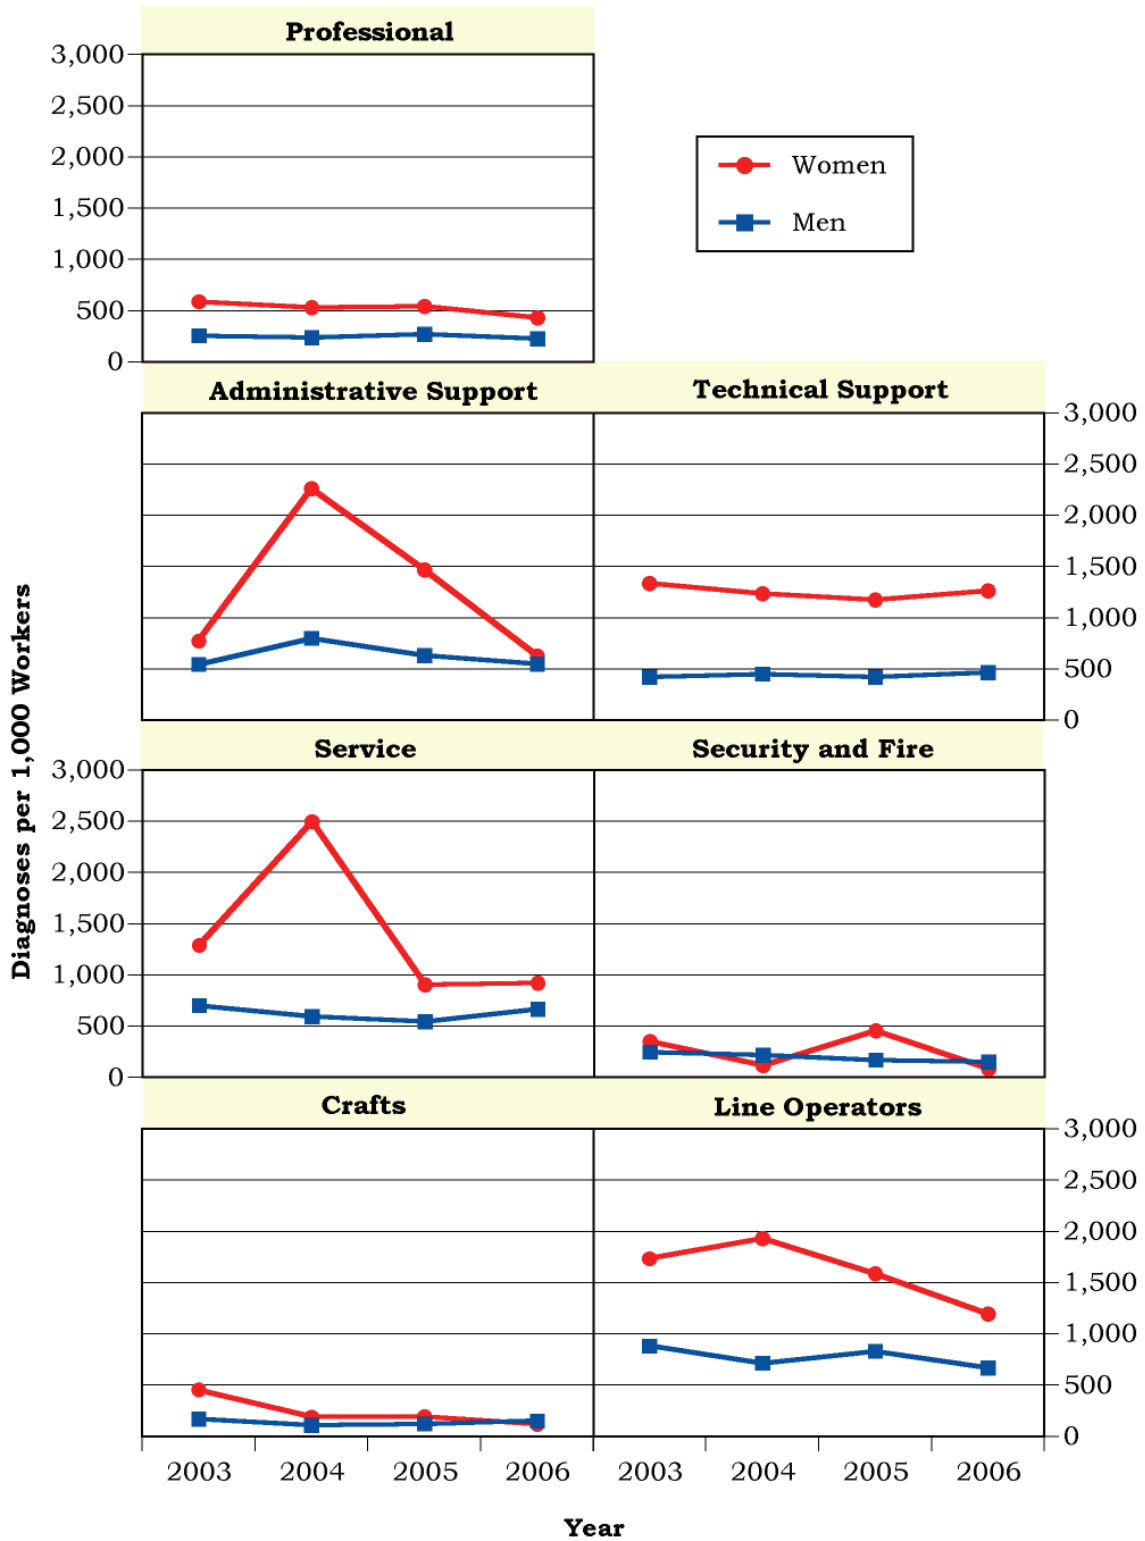 Professional
3,000
2,500
2,000
1,500
1,000
500
0
Women
Men
Administrative Support
Technical Support
3,000
2,500
2,000
1,500
1,000
500
0
Diagnoses per 1,000 Workers
Service
Security and Fire
3,000
2,500
2,000
1,500
1,000
500
0
Crafts
Line Operators
3,000
2,500
2,000
1,500
1,000
500
0
2003 2004 2005 2006 2003 2004 2005 2006
Year